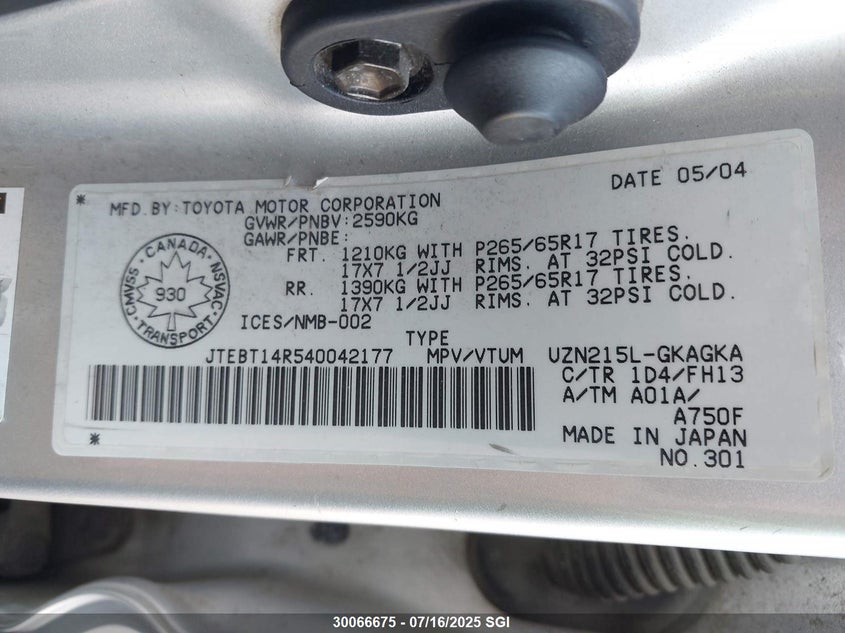 DATE 05/04
MFD. BY: TOYOTA MOTOR CORPORATION
GVWR/PNBV: 2590KG
GAWR/PNBE:
FRT. 1210KG WITH P265/65R17 TIRES.
17X7 1/2JJ RIMS. AT 32PSI COLD.
RR. 1390KG WITH P265/65R17 TIRES.
17X7 1/2JJ RIMS. AT 32PSI COLD.
CANADA
CMVSS 930 NSVAC
TRANSPORT
ICES/NMB-002
TYPE
JTEBT14R540042177 MPV/VTUM UZN215L-GKAGKA
C/TR 1D4/FH13
A/TM A01A/
A750F
MADE IN JAPAN
NO.301
30066675 - 07/16/2025 SGI